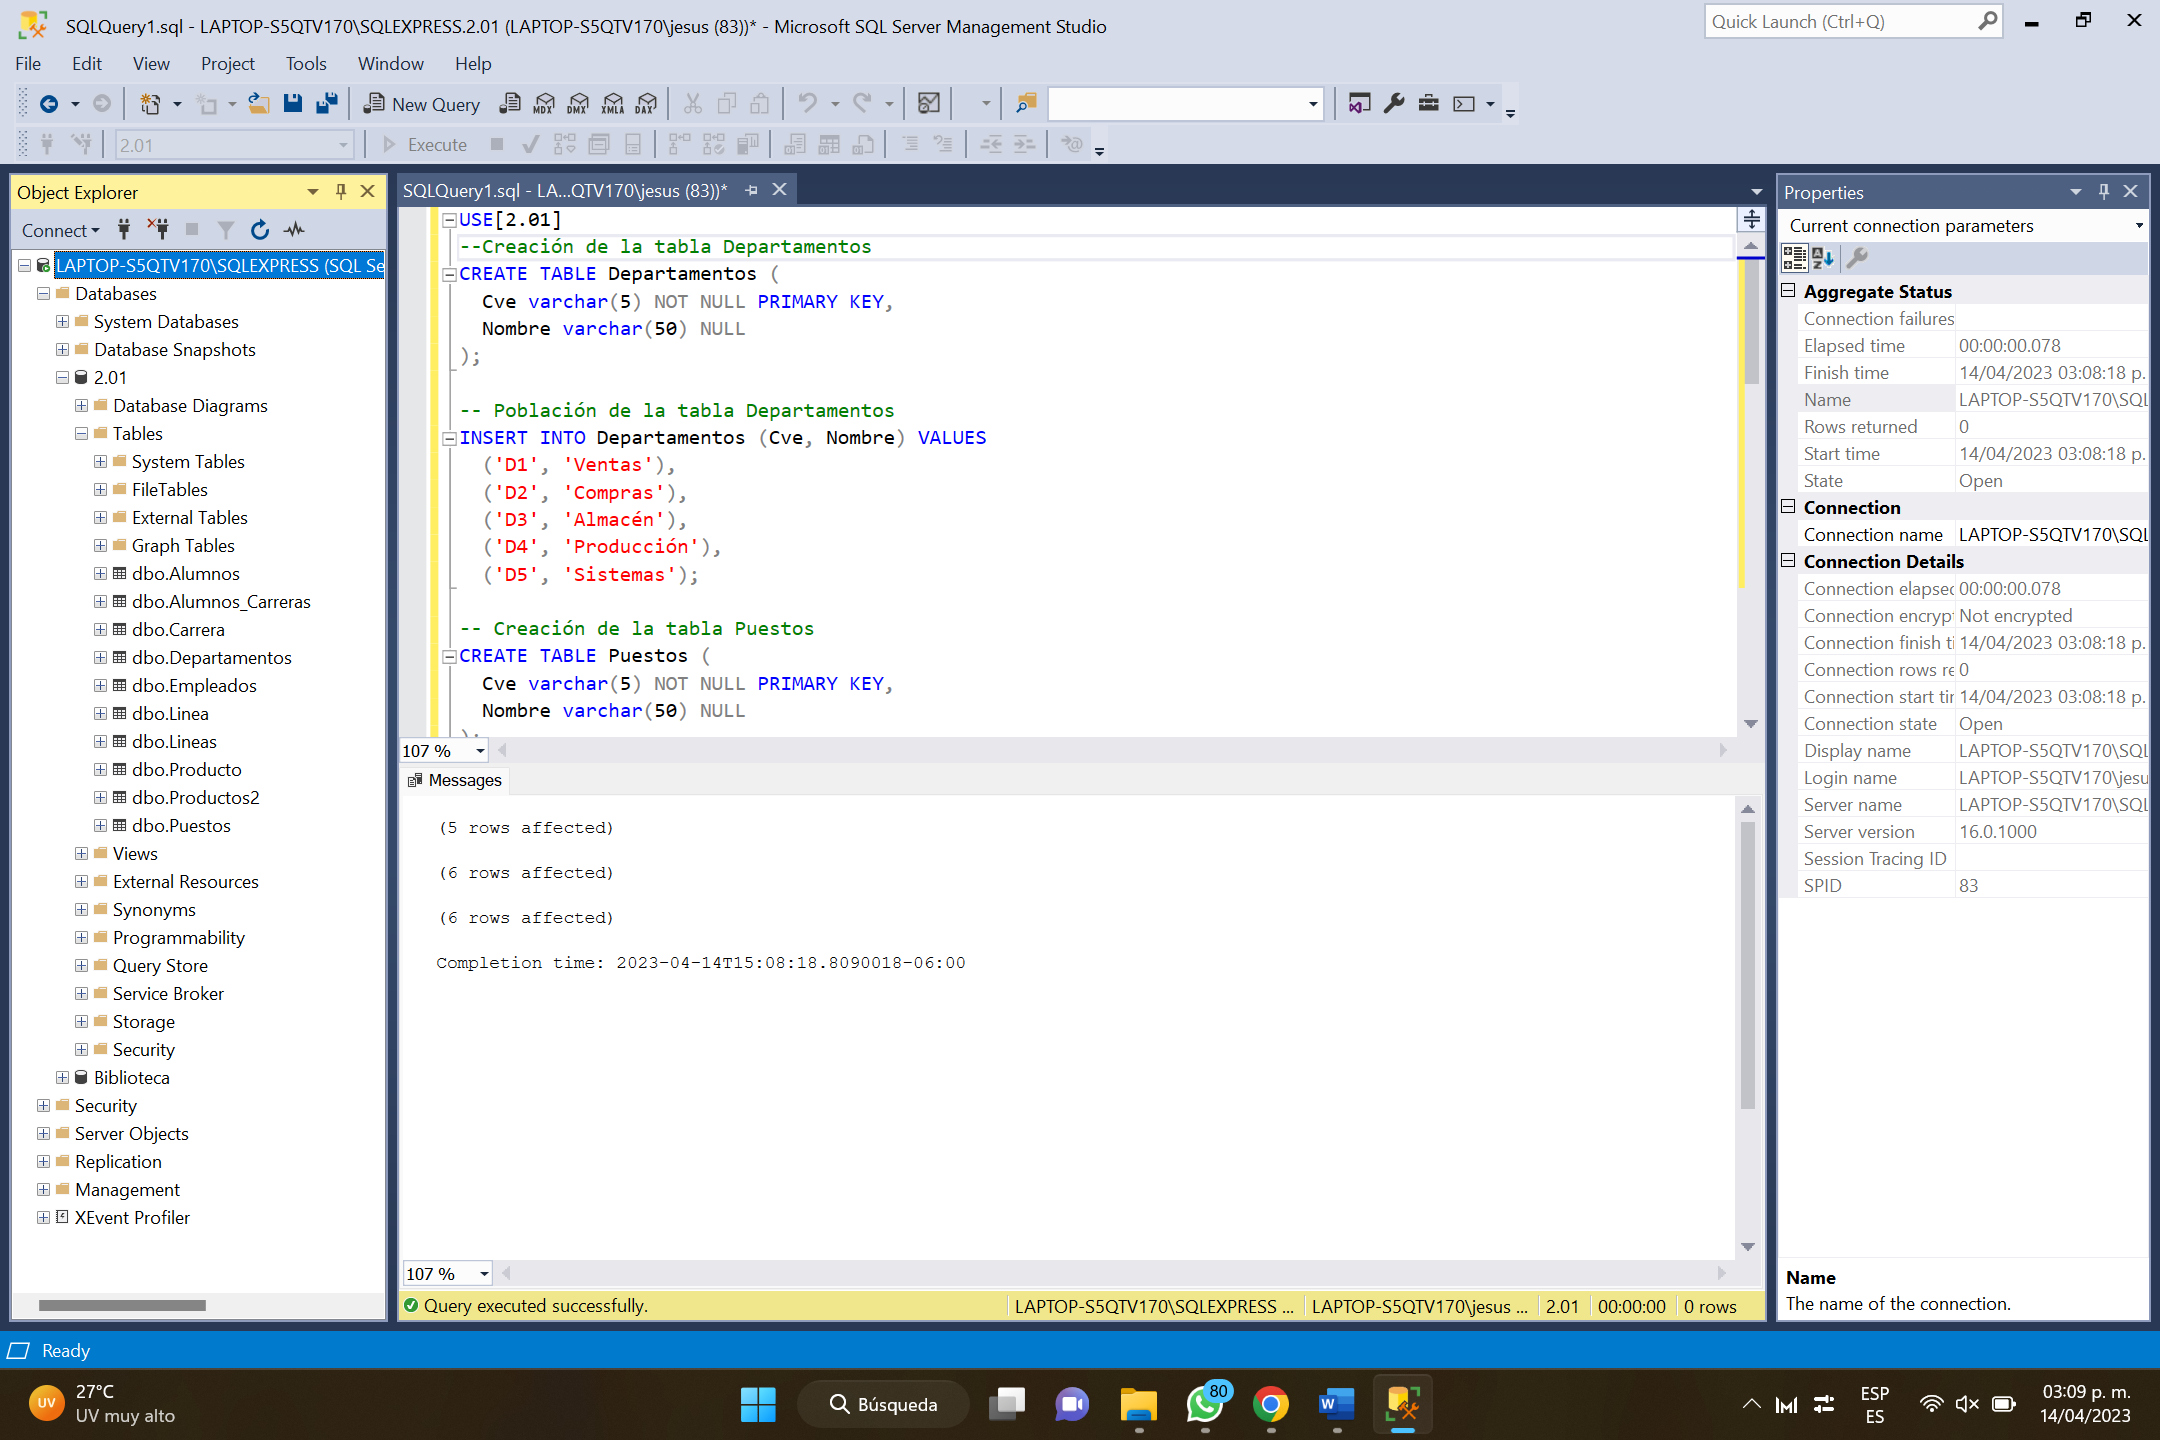 SQLQuery1.sql - LAPTOP-S5QTV170\SQLEXPRESS.2.01 (LAPTOP-S5QTV170\jesus (83))* - Microsoft SQL Server Management Studio
Quick Launch (Ctrl+Q)
File Edit View Project Tools Window Help
New Query MDX DMX XMLA DAX
2.01 Execute
Object Explorer
Connect
LAPTOP-S5QTV170\SQLEXPRESS (SQL Se
Databases
System Databases
Database Snapshots
2.01
Database Diagrams
Tables
System Tables
FileTables
External Tables
Graph Tables
dbo.Alumnos
dbo.Alumnos_Carreras
dbo.Carrera
dbo.Departamentos
dbo.Empleados
dbo.Linea
dbo.Lineas
dbo.Producto
dbo.Productos2
dbo.Puestos
Views
External Resources
Synonyms
Programmability
Query Store
Service Broker
Storage
Security
Biblioteca
Security
Server Objects
Replication
Management
XEvent Profiler
SQLQuery1.sql - LA...QTV170\jesus (83))*
USE[2.01]
--Creación de la tabla Departamentos
CREATE TABLE Departamentos (
Cve varchar(5) NOT NULL PRIMARY KEY,
Nombre varchar(50) NULL
);
-- Población de la tabla Departamentos
INSERT INTO Departamentos (Cve, Nombre) VALUES
('D1', 'Ventas'),
('D2', 'Compras'),
('D3', 'Almacén'),
('D4', 'Producción'),
('D5', 'Sistemas');
-- Creación de la tabla Puestos
CREATE TABLE Puestos (
Cve varchar(5) NOT NULL PRIMARY KEY,
Nombre varchar(50) NULL
);
107 %
Messages
(5 rows affected)
(6 rows affected)
(6 rows affected)
Completion time: 2023-04-14T15:08:18.8090018-06:00
107 %
Query executed successfully. LAPTOP-S5QTV170\SQLEXPRESS ... LAPTOP-S5QTV170\jesus ... 2.01 00:00:00 0 rows
Properties
Current connection parameters
Aggregate Status
Connection failures
Elapsed time 00:00:00.078
Finish time 14/04/2023 03:08:18 p.
Name LAPTOP-S5QTV170\SQL
Rows returned 0
Start time 14/04/2023 03:08:18 p.
State Open
Connection
Connection name LAPTOP-S5QTV170\SQL
Connection Details
Connection elapsec 00:00:00.078
Connection encryp Not encrypted
Connection finish ti 14/04/2023 03:08:18 p.
Connection rows re 0
Connection start tir 14/04/2023 03:08:18 p.
Connection state Open
Display name LAPTOP-S5QTV170\SQL
Login name LAPTOP-S5QTV170\jesu
Server name LAPTOP-S5QTV170\SQL
Server version 16.0.1000
Session Tracing ID
SPID 83
Name
The name of the connection.
Ready
UV 27°C
UV muy alto
Búsqueda
80
ESP
ES
03:09 p. m.
14/04/2023